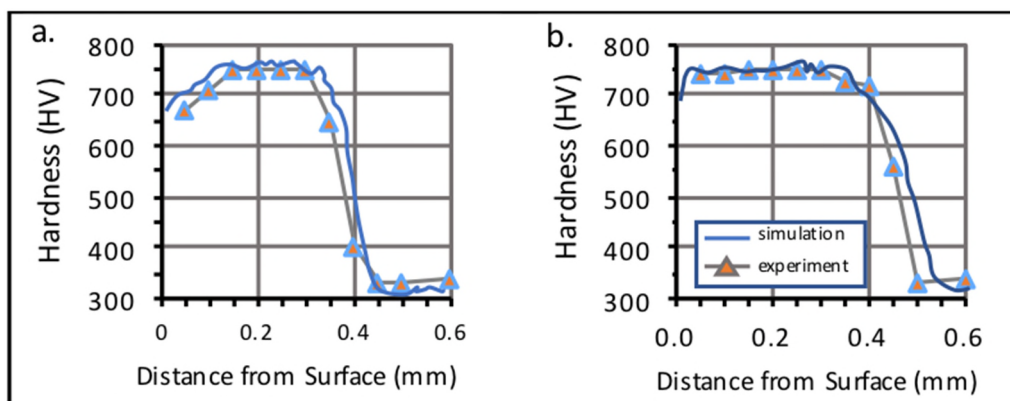 a.
Hardness (HV)
800
700
600
500
400
300
0
0.2
0.4
0.6
Distance from Surface (mm)
b.
Hardness (HV)
800
700
600
500
400
300
simulation
experiment
0.0
0.2
0.4
0.6
Distance from Surface (mm)